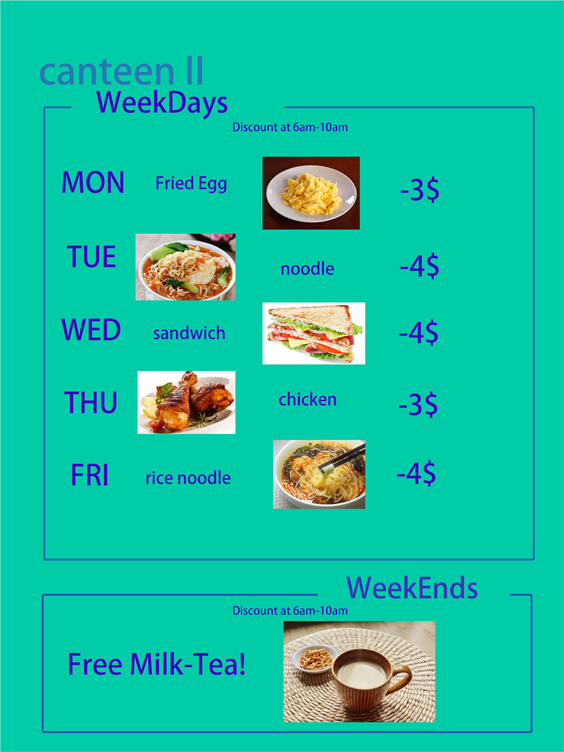 canteen II
WeekDays
Discount at 6am-10am
MON Fried Egg -3$
TUE noodle -4$
WED sandwich -4$
THU chicken -3$
FRI rice noodle -4$
WeekEnds
Discount at 6am-10am
Free Milk-Tea!